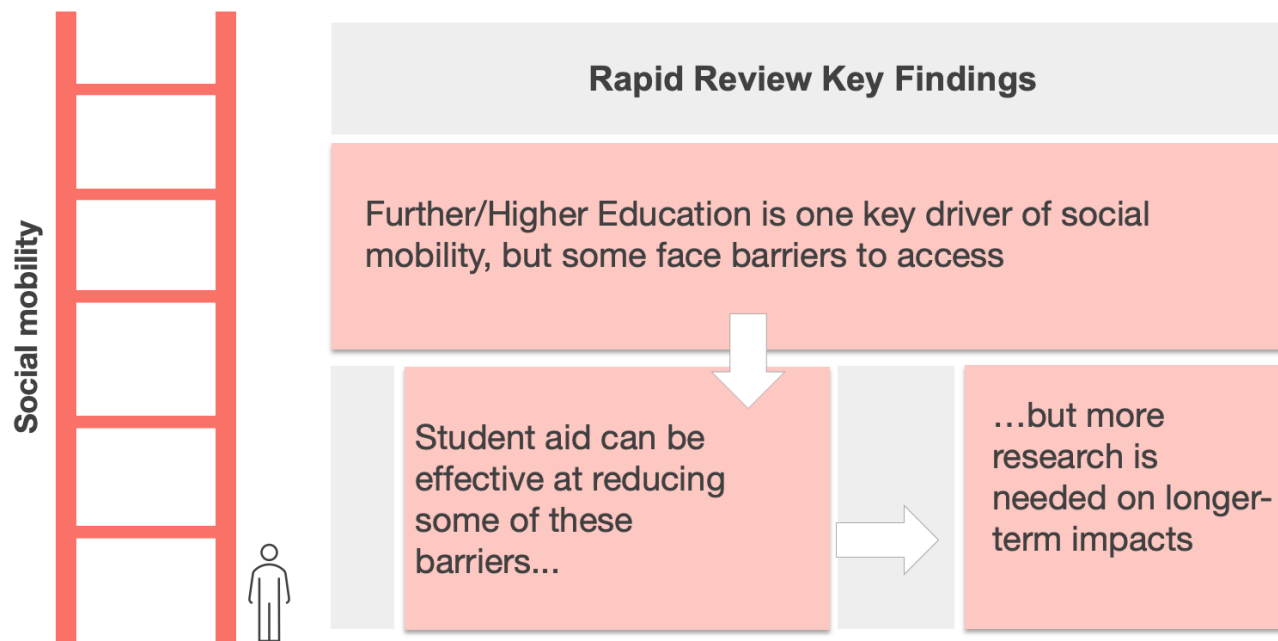 Social mobility
Rapid Review Key Findings
Further/Higher Education is one key driver of social
mobility, but some face barriers to access
Student aid can be
effective at reducing
some of these
barriers...
…but more
research is
needed on longer-
term impacts